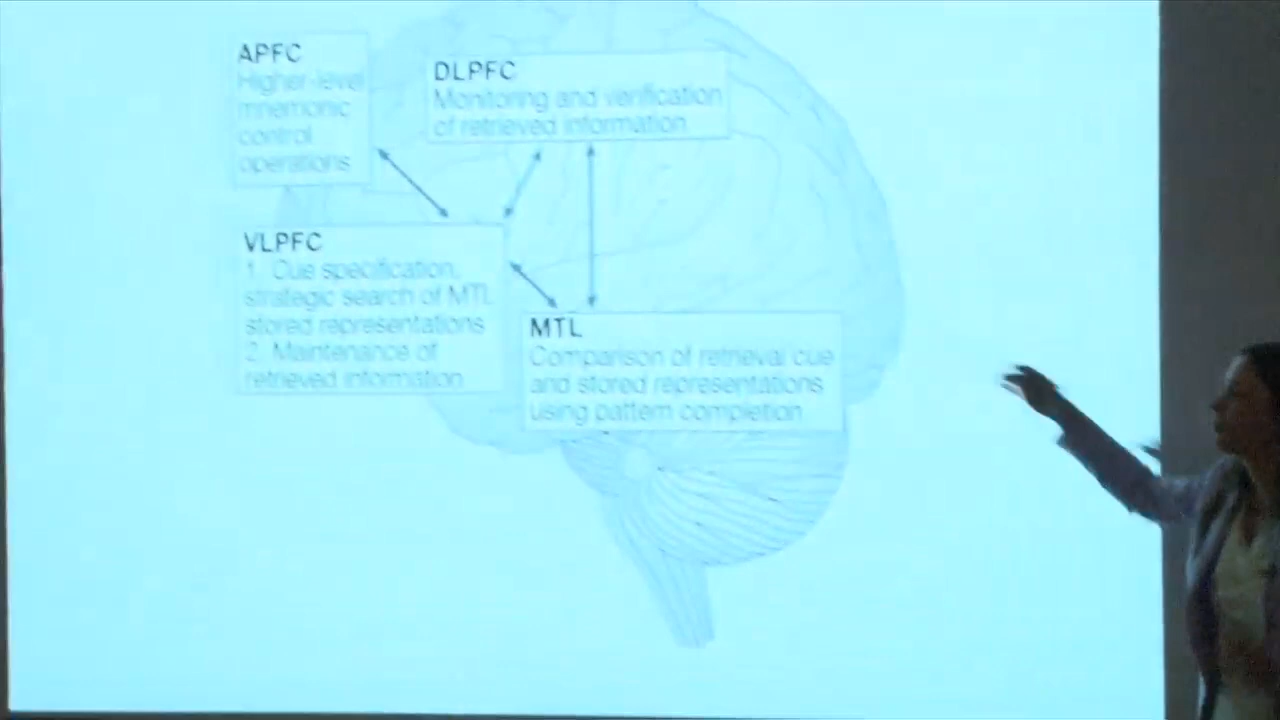 APFC
Higher-level
mnemonic
control
operations
DLPFC
Monitoring and verification
of retrieved information
VLPFC
1. Cue specification,
strategic search of MTL
stored representations
2. Maintenance of
retrieved information
MTL
Comparison of retrieval cue
and stored representations
using pattern completion